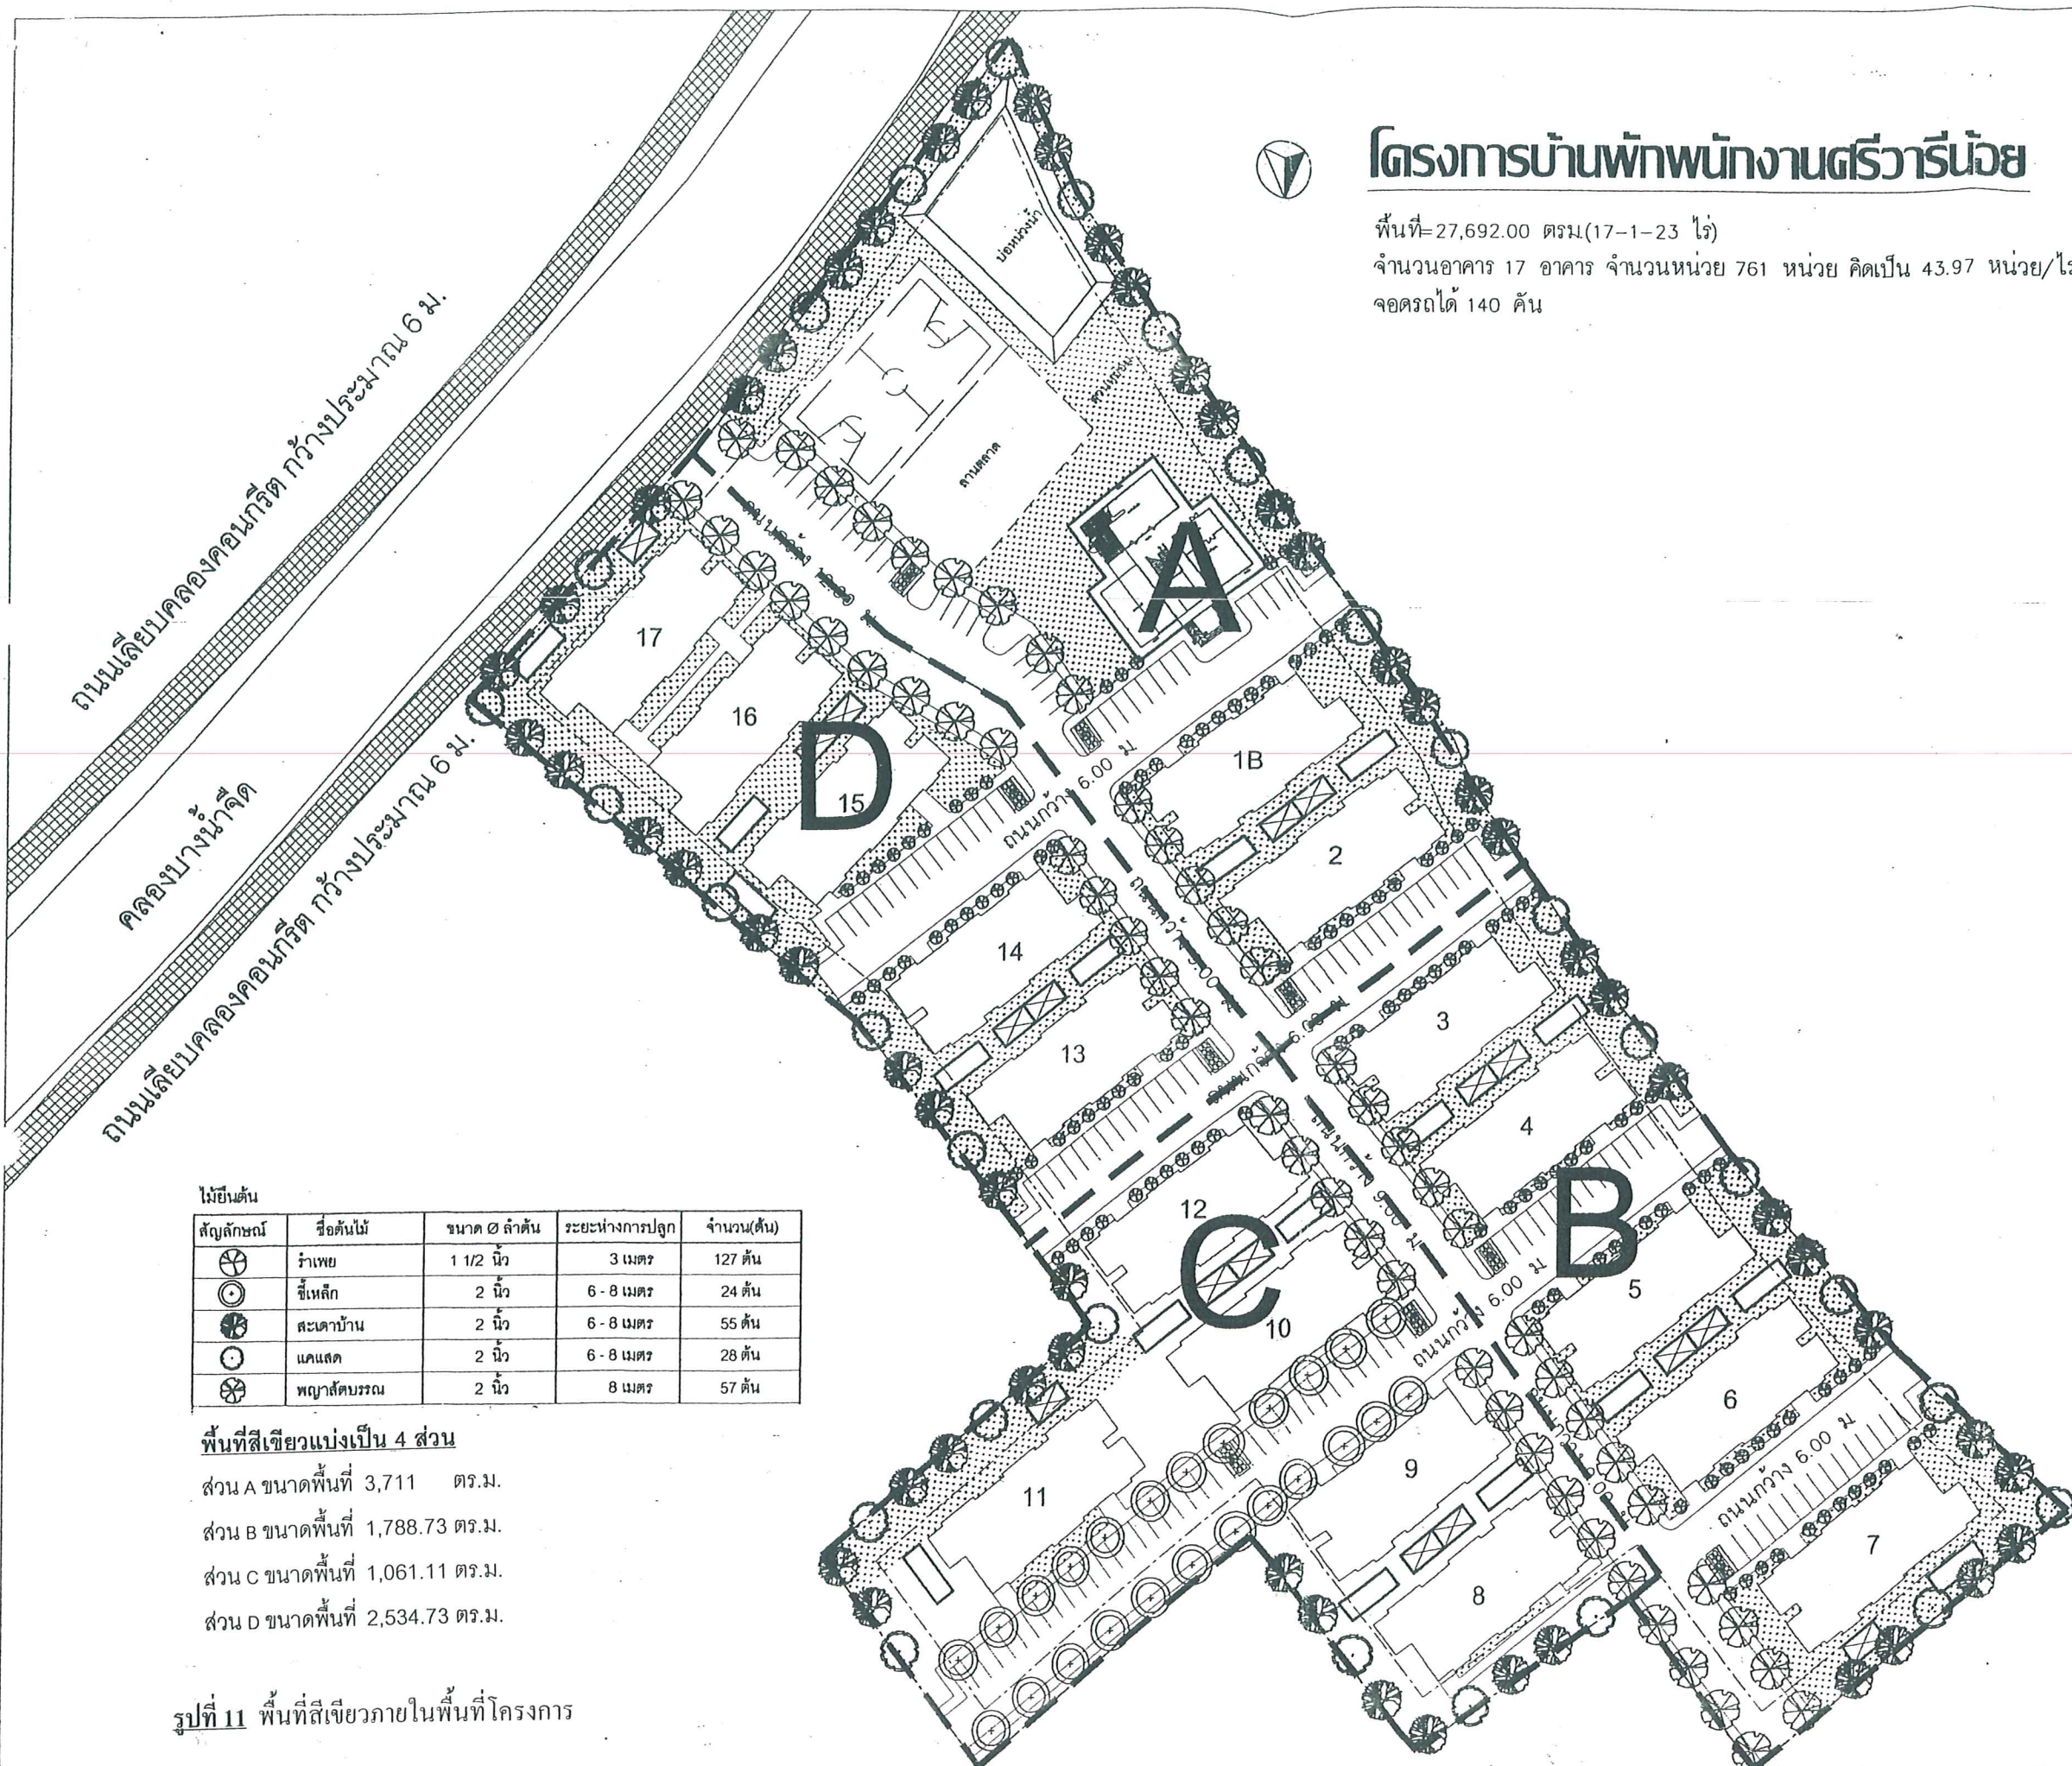 โครงการบ้านพักพนักงานศรีวารีน้อย
พื้นที่=27,692.00 ตรม.(17-1-23 ไร่)
จำนวนอาคาร 17 อาคาร จำนวนหน่วย 761 หน่วย คิดเป็น 43.97 หน่วย/ไร่
จอดรถได้ 140 คัน
ถนนเลียบคลองคอนกรีต กว้างประมาณ 6 ม.
คลองบางน้ำจืด
ถนนเลียบคลองคอนกรีต กว้างประมาณ 6 ม.
บ่อหน่วงน้ำ
ลานตลาด
A
17
16
D
15
1B
2
ถนนกว้าง 6.00 ม
14
13
3
4
B
12
C
10
5
6
ถนนกว้าง 6.00 ม
ถนนกว้าง 6.00 ม
11
9
8
7
ไม้ยืนต้น
สัญลักษณ์ ชื่อต้นไม้ ขนาด Ø ลำต้น ระยะห่างการปลูก จำนวน(ต้น)
รำเพย 1 1/2 นิ้ว 3 เมตร 127 ต้น
ขี้เหล็ก 2 นิ้ว 6 - 8 เมตร 24 ต้น
สะเดาบ้าน 2 นิ้ว 6 - 8 เมตร 55 ต้น
แคแสด 2 นิ้ว 6 - 8 เมตร 28 ต้น
พญาสัตบรรณ 2 นิ้ว 8 เมตร 57 ต้น
พื้นที่สีเขียวแบ่งเป็น 4 ส่วน
ส่วน A ขนาดพื้นที่ 3,711 ตร.ม.
ส่วน B ขนาดพื้นที่ 1,788.73 ตร.ม.
ส่วน C ขนาดพื้นที่ 1,061.11 ตร.ม.
ส่วน D ขนาดพื้นที่ 2,534.73 ตร.ม.
รูปที่ 11 พื้นที่สีเขียวภายในพื้นที่โครงการ